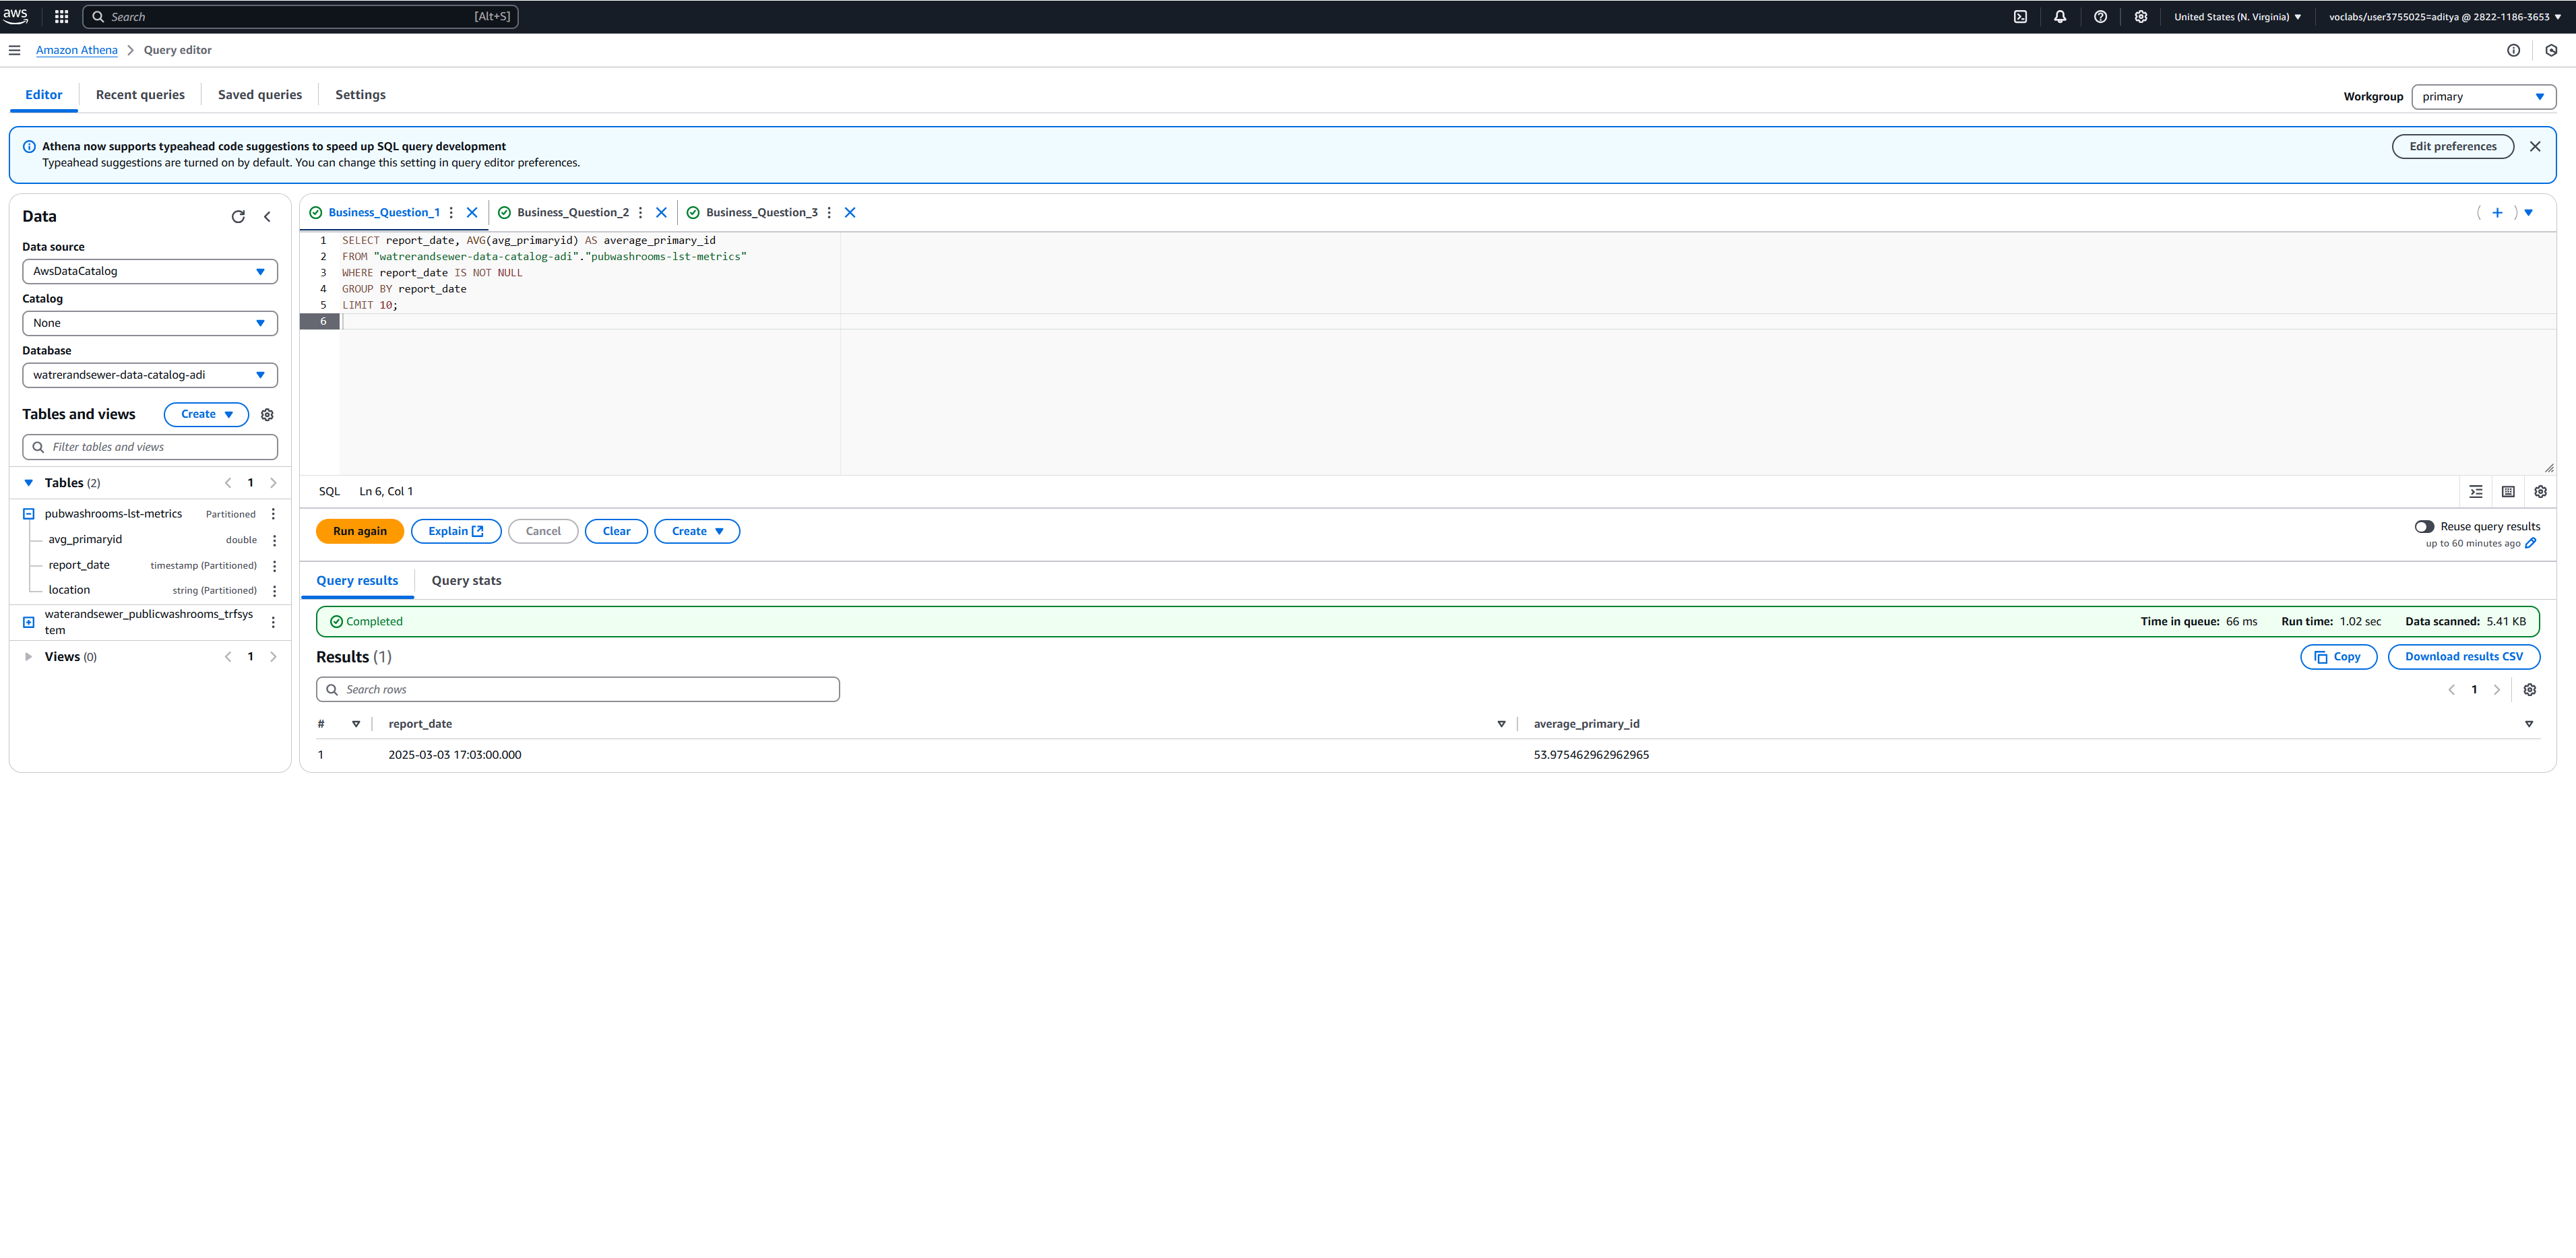 aws
Search [Alt+S]
United States (N. Virginia)
voclabs/user3755025=aditya @ 2822-1186-3653
Amazon Athena
Query editor
Editor
Recent queries
Saved queries
Settings
Workgroup
primary
Athena now supports typeahead code suggestions to speed up SQL query development
Typeahead suggestions are turned on by default. You can change this setting in query editor preferences.
Edit preferences
Data
Data source
AwsDataCatalog
Catalog
None
Database
watrerandsewer-data-catalog-adi
Tables and views
Create
Filter tables and views
Tables (2)
1
pubwashrooms-lst-metrics Partitioned
avg_primaryid double
report_date timestamp (Partitioned)
location string (Partitioned)
waterandsewer_publicwashrooms_trfsys
tem
Views (0)
1
Business_Question_1
Business_Question_2
Business_Question_3
1 SELECT report_date, AVG(avg_primaryid) AS average_primary_id
2 FROM "watrerandsewer-data-catalog-adi"."pubwashrooms-lst-metrics"
3 WHERE report_date IS NOT NULL
4 GROUP BY report_date
5 LIMIT 10;
6
SQL Ln 6, Col 1
Run again
Explain
Cancel
Clear
Create
Reuse query results
up to 60 minutes ago
Query results
Query stats
Completed
Time in queue: 66 ms
Run time: 1.02 sec
Data scanned: 5.41 KB
Results (1)
Copy
Download results CSV
Search rows
1
# report_date average_primary_id
1 2025-03-03 17:03:00.000 53.975462962962965